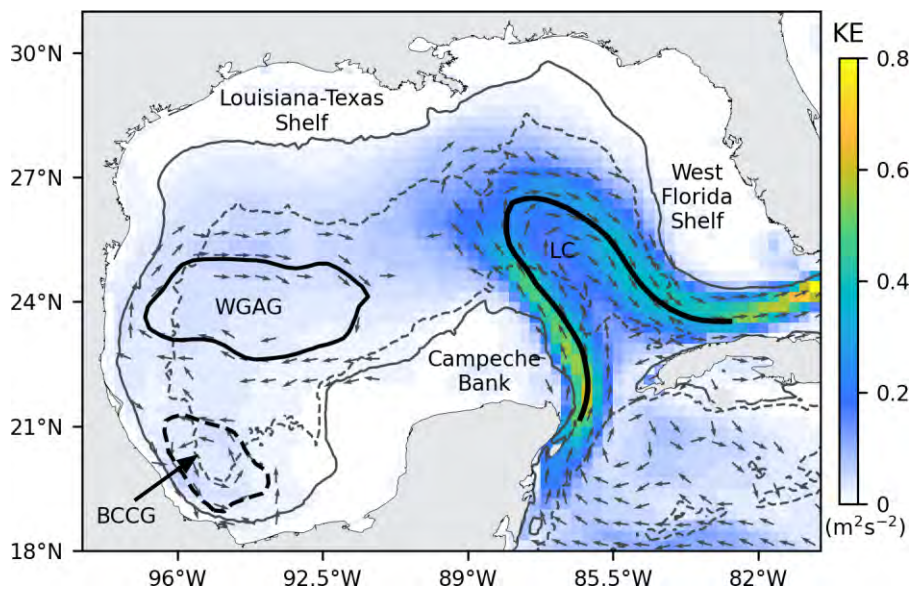 30°N
27°N
24°N
21°N
18°N
96°W
92.5°W
89°W
85.5°W
82°W
Louisiana-Texas
Shelf
West
Florida
Shelf
LC
WGAG
Campeche
Bank
BCCG
KE
0.8
0.6
0.4
0.2
0
(m²s⁻²)